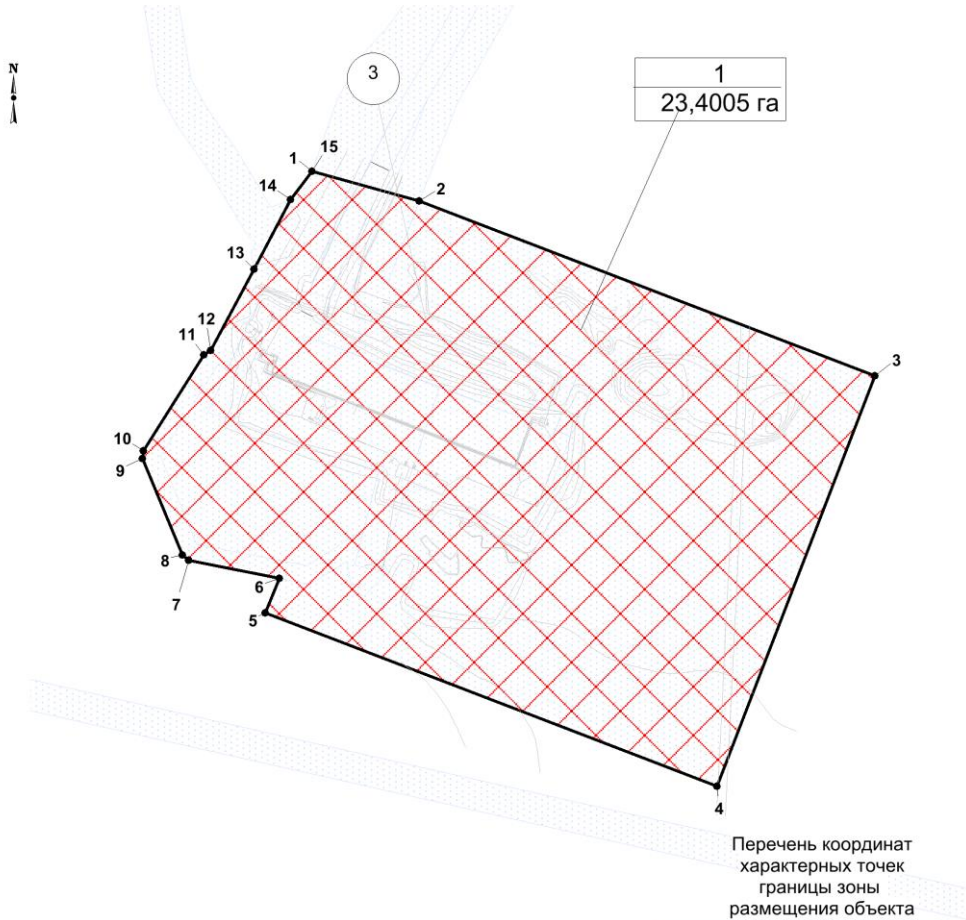 N
3
1
23,4005 га
1
15
2
14
13
3
12
11
10
9
8
6
7
5
4
Перечень координат
характерных точек
границы зоны
размещения объекта